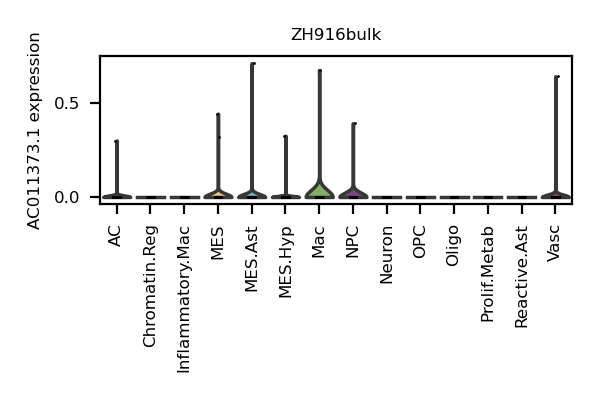 ZH916bulk
AC011373.1 expression
0.5
0.0
AC
Chromatin.Reg
Inflammatory.Mac
MES
MES.Ast
MES.Hyp
Mac
NPC
Neuron
OPC
Oligo
Prolif.Metab
Reactive.Ast
Vasc